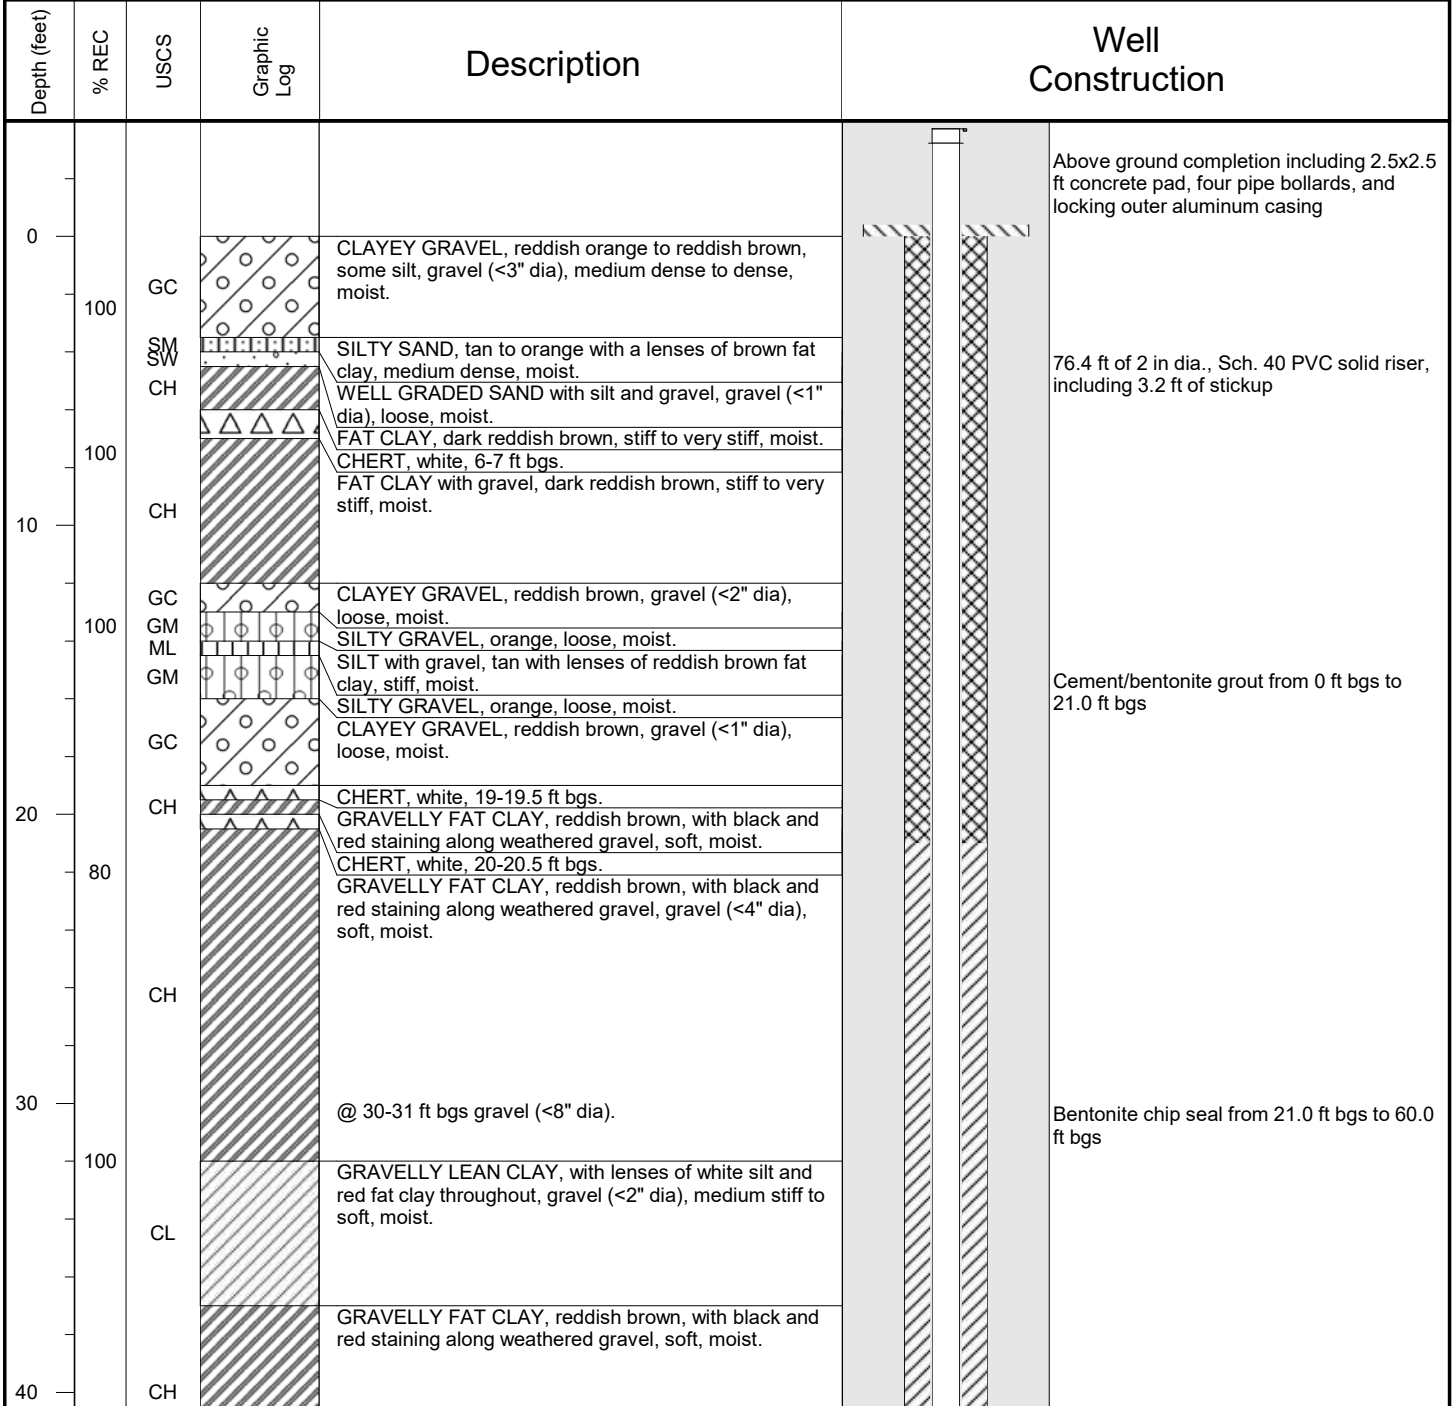 Depth (feet)
% REC
USCS
Graphic
Log
Description
Well
Construction
Above ground completion including 2.5x2.5
ft concrete pad, four pipe bollards, and
locking outer aluminum casing
0
CLAYEY GRAVEL, reddish orange to reddish brown,
some silt, gravel (<3" dia), medium dense to dense,
moist.
GC
100
SM
SILTY SAND, tan to orange with a lenses of brown fat
clay, medium dense, moist.
SW
WELL GRADED SAND with silt and gravel, gravel (<1"
dia), loose, moist.
76.4 ft of 2 in dia., Sch. 40 PVC solid riser,
including 3.2 ft of stickup
CH
FAT CLAY, dark reddish brown, stiff to very stiff, moist.
100
CHERT, white, 6-7 ft bgs.
FAT CLAY with gravel, dark reddish brown, stiff to very
stiff, moist.
CH
10
GC
CLAYEY GRAVEL, reddish brown, gravel (<2" dia),
loose, moist.
100
GM
SILTY GRAVEL, orange, loose, moist.
ML
SILT with gravel, tan with lenses of reddish brown fat
clay, stiff, moist.
GM
SILTY GRAVEL, orange, loose, moist.
Cement/bentonite grout from 0 ft bgs to
21.0 ft bgs
CLAYEY GRAVEL, reddish brown, gravel (<1" dia),
loose, moist.
GC
CHERT, white, 19-19.5 ft bgs.
CH
20
GRAVELLY FAT CLAY, reddish brown, with black and
red staining along weathered gravel, soft, moist.
CHERT, white, 20-20.5 ft bgs.
80
GRAVELLY FAT CLAY, reddish brown, with black and
red staining along weathered gravel, gravel (<4" dia),
soft, moist.
CH
30
@ 30-31 ft bgs gravel (<8" dia).
Bentonite chip seal from 21.0 ft bgs to 60.0
ft bgs
100
GRAVELLY LEAN CLAY, with lenses of white silt and
red fat clay throughout, gravel (<2" dia), medium stiff to
soft, moist.
CL
GRAVELLY FAT CLAY, reddish brown, with black and
red staining along weathered gravel, soft, moist.
40
CH